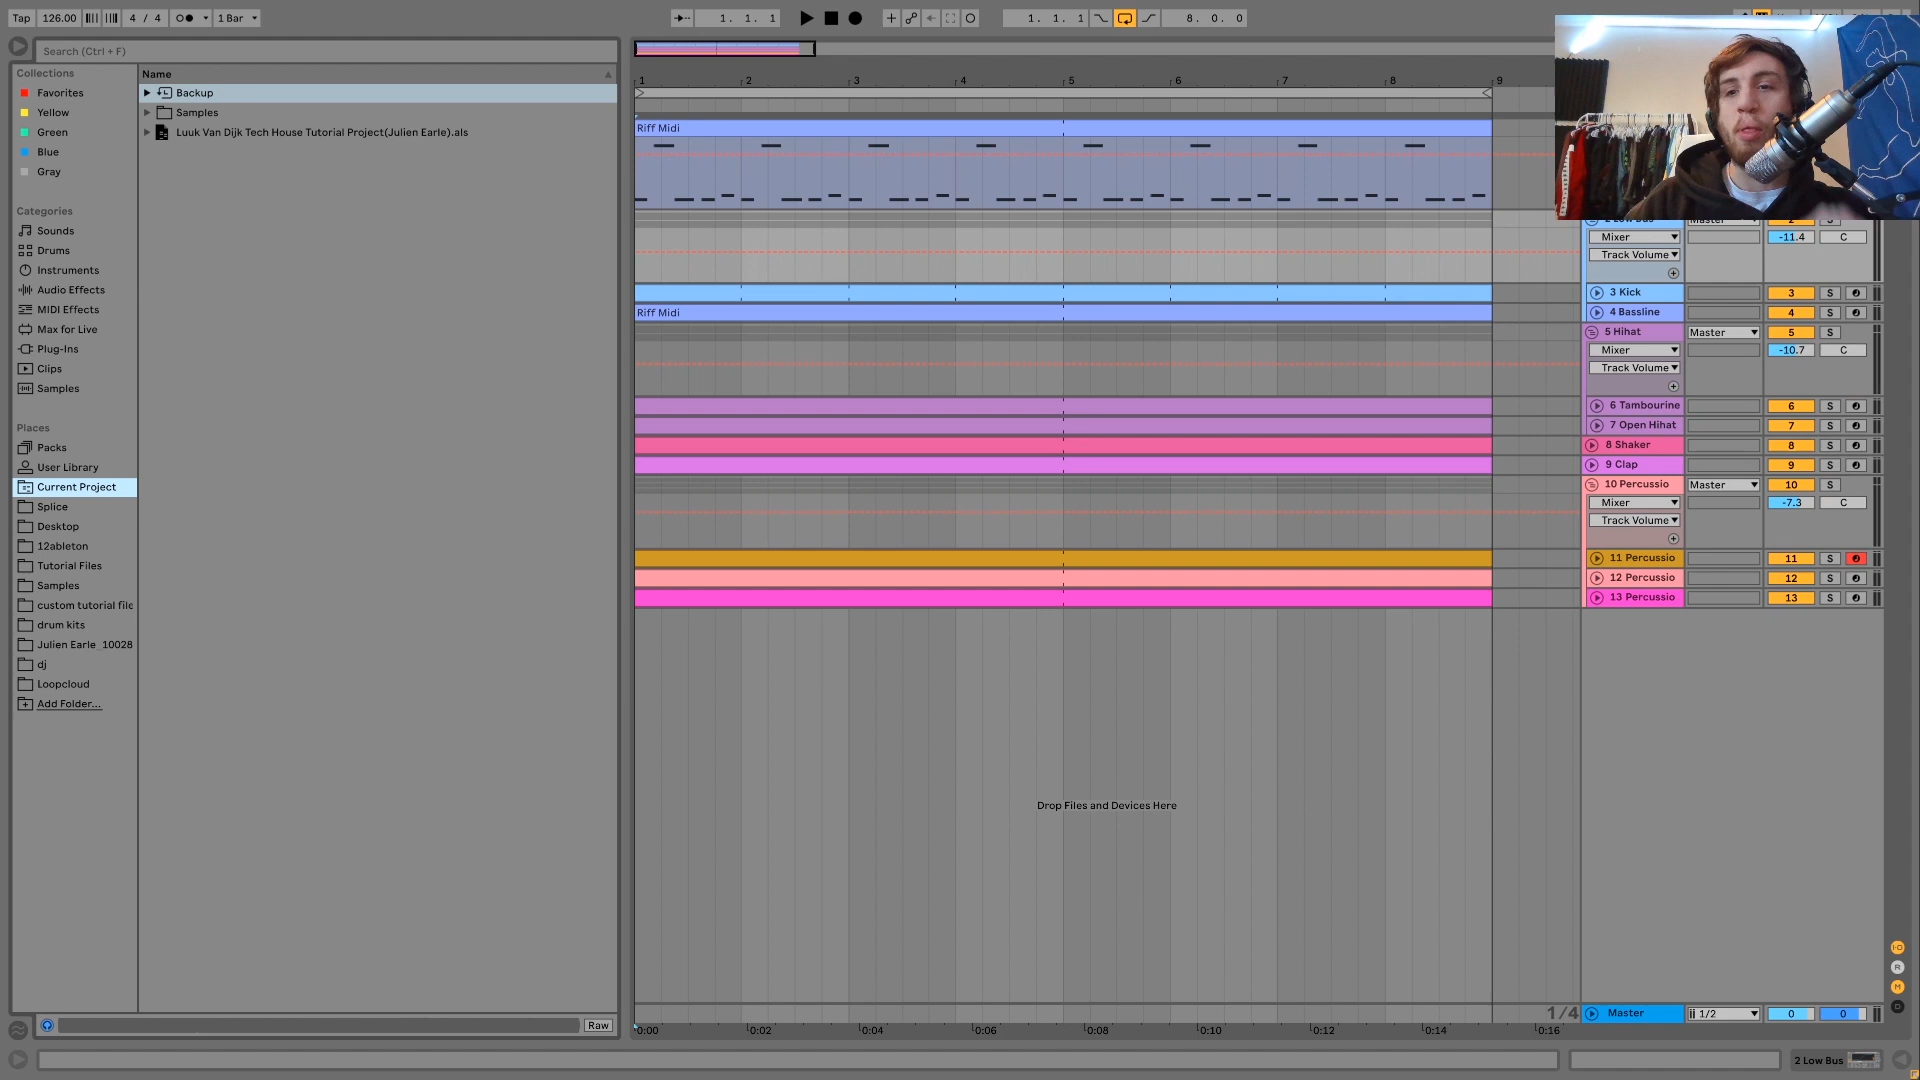 Tap 126.00 4 / 4 1 Bar 1. 1. 1 1. 1. 1 8. 0. 0
Search (Ctrl + F)
Collections
Favorites
Yellow
Green
Blue
Gray
Categories
Sounds
Drums
Instruments
Audio Effects
MIDI Effects
Max for Live
Plug-Ins
Clips
Samples
Places
Packs
User Library
Current Project
Splice
Desktop
12ableton
Tutorial Files
Samples
custom tutorial file
drum kits
Julien Earle_10028
dj
Loopcloud
Add Folder...
Name
Backup
Samples
Luuk Van Dijk Tech House Tutorial Project(Julien Earle).als
Raw
1 2 3 4 5 6 7 8 9
Riff Midi
Riff Midi
Drop Files and Devices Here
1/4
0:00 0:02 0:04 0:06 0:08 0:10 0:12 0:14 0:16
2 Low Bus Master 2 S
Mixer -11.4 C
Track Volume
3 Kick 3 S
4 Bassline 4 S
5 Hihat Master 5 S
Mixer -10.7 C
Track Volume
6 Tambourine 6 S
7 Open Hihat 7 S
8 Shaker 8 S
9 Clap 9 S
10 Percussio Master 10 S
Mixer -7.3 C
Track Volume
11 Percussio 11 S
12 Percussio 12 S
13 Percussio 13 S
I·O
R
M
D
Master 1/2 0 0
2 Low Bus